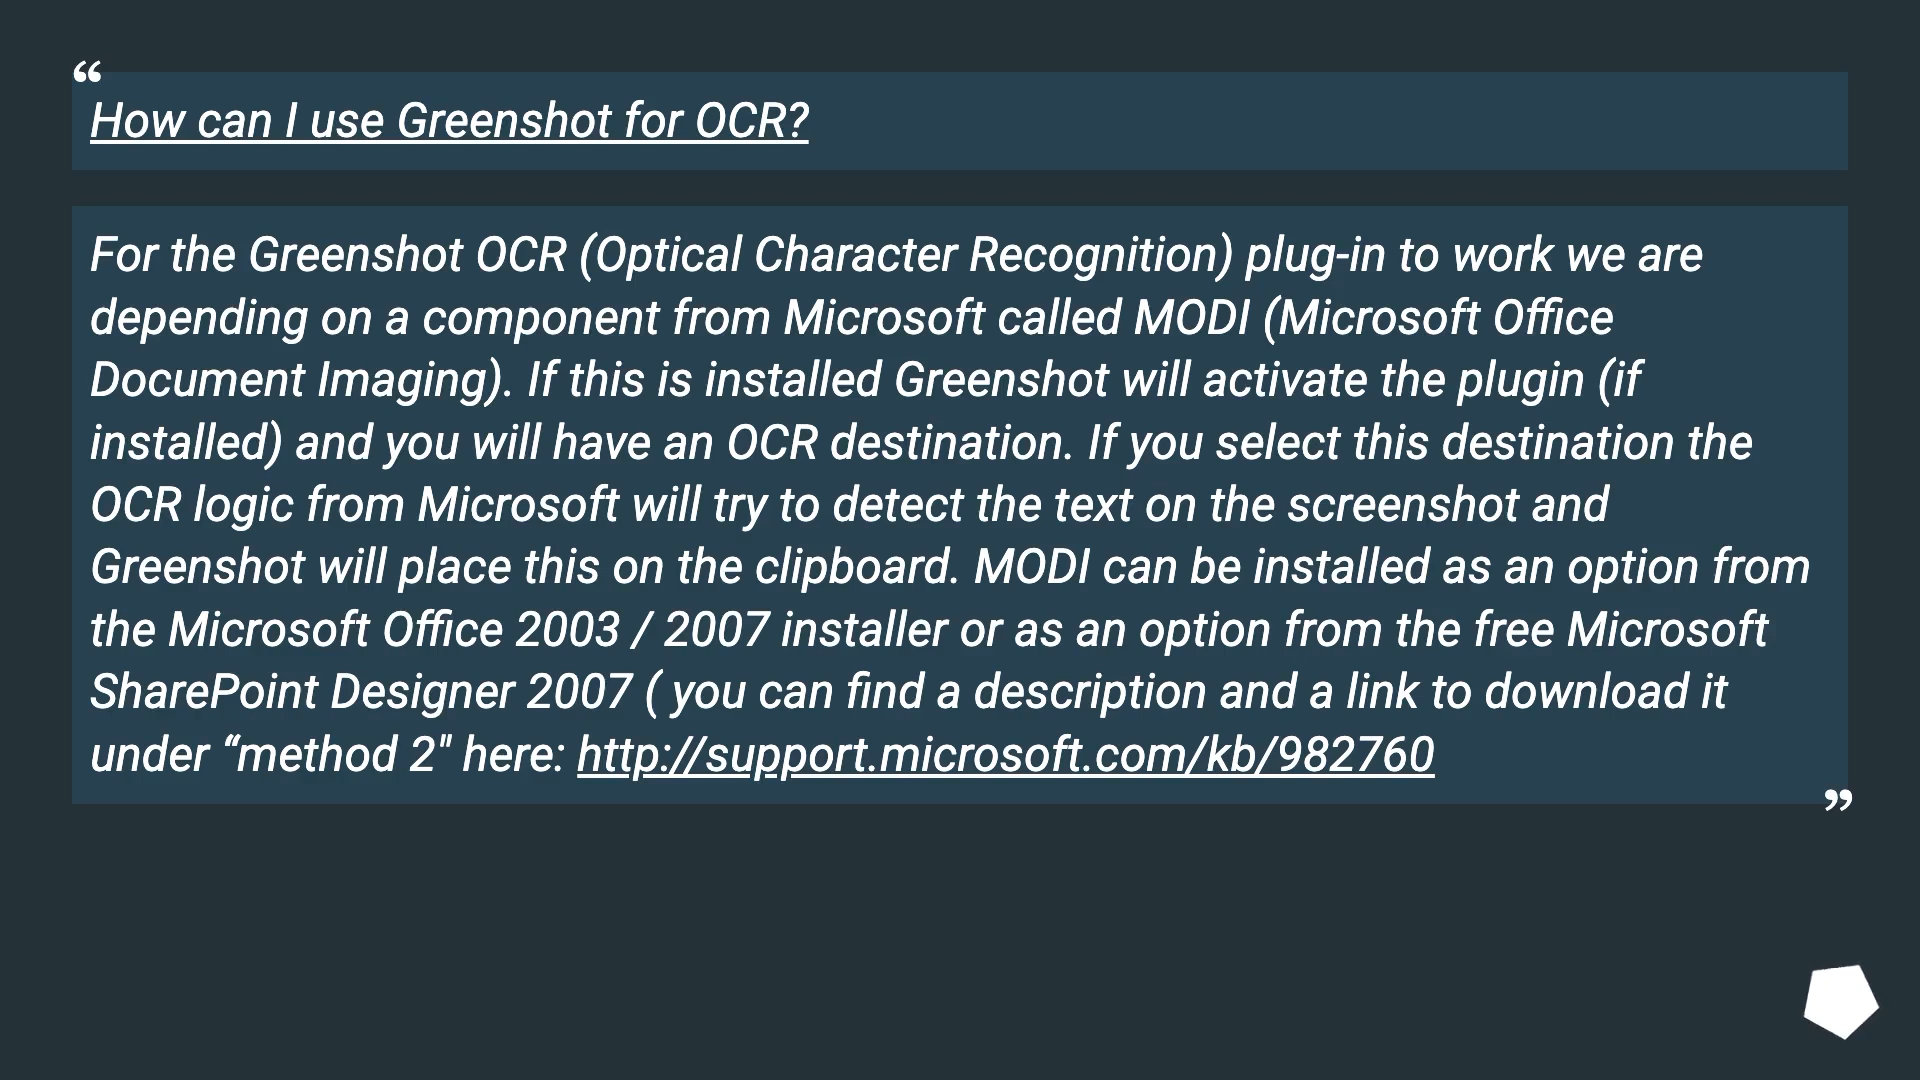 “
How can I use Greenshot for OCR?
For the Greenshot OCR (Optical Character Recognition) plug-in to work we are
depending on a component from Microsoft called MODI (Microsoft Office
Document Imaging). If this is installed Greenshot will activate the plugin (if
installed) and you will have an OCR destination. If you select this destination the
OCR logic from Microsoft will try to detect the text on the screenshot and
Greenshot will place this on the clipboard. MODI can be installed as an option from
the Microsoft Office 2003 / 2007 installer or as an option from the free Microsoft
SharePoint Designer 2007 ( you can find a description and a link to download it
under “method 2" here: http://support.microsoft.com/kb/982760
”